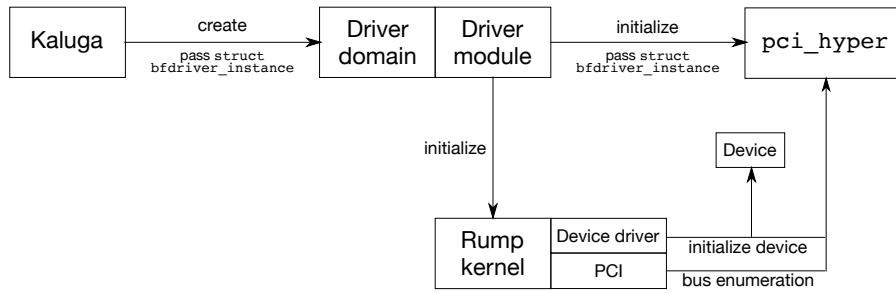 Kaluga
create
pass struct
bfdriver_instance
Driver
domain
Driver
module
initialize
pass struct
bfdriver_instance
pci_hyper
initialize
Device
Rump
kernel
Device driver
PCI
initialize device
bus enumeration